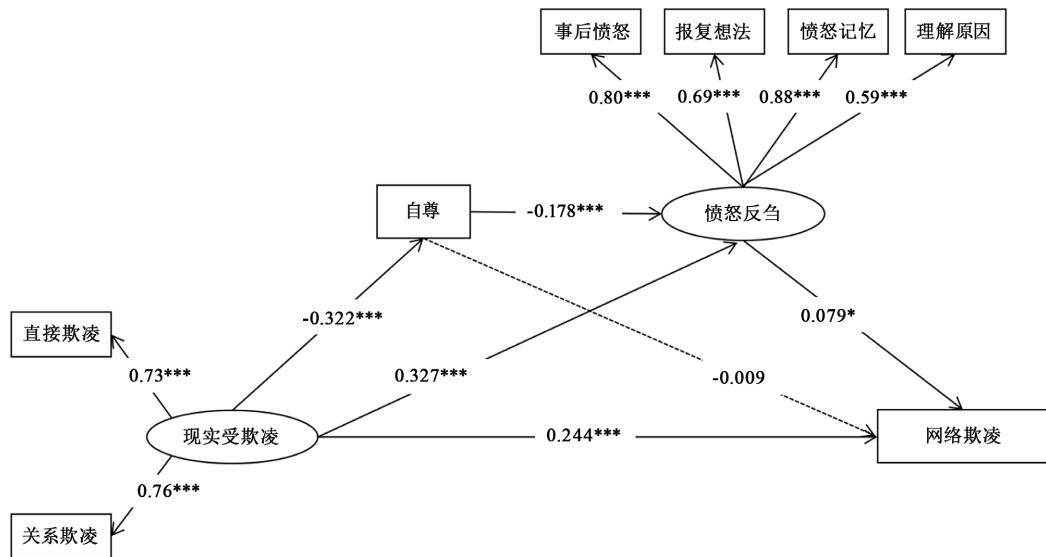 事后愤怒
报复想法
愤怒记忆
理解原因
0.80***
0.69***
0.88***
0.59***
自尊
-0.178***
愤怒反刍
直接欺凌
-0.322***
0.079*
0.73***
0.327***
-0.009
现实受欺凌
0.244***
网络欺凌
0.76***
关系欺凌